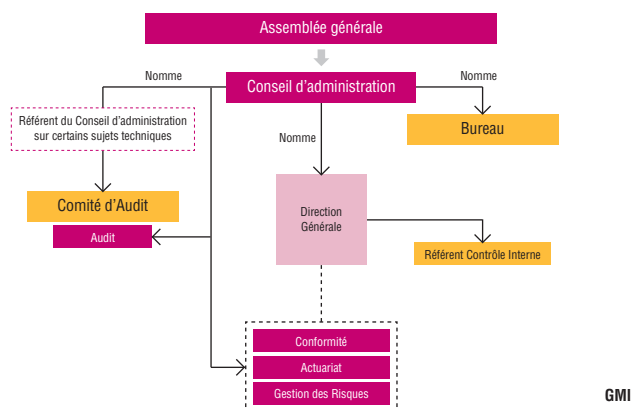 Assemblée générale
Nomme
Conseil d’administration
Nomme
Référent du Conseil d’administration
sur certains sujets techniques
Bureau
Nomme
Comité d’Audit
Audit
Direction
Générale
Référent Contrôle Interne
Conformité
Actuariat
Gestion des Risques
GMI